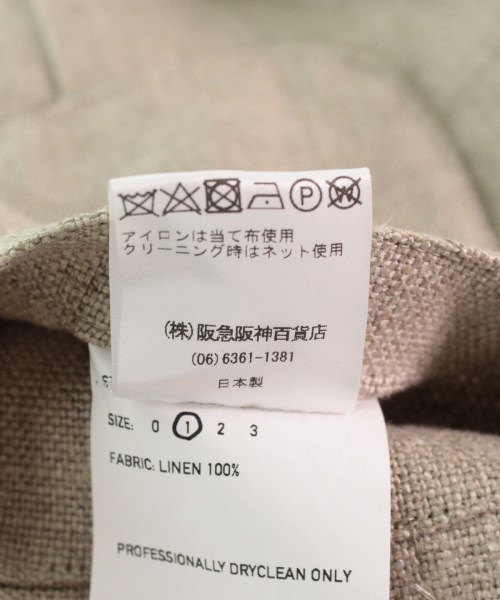 P W
アイロンは当て布使用
クリーニング時はネット使用
(株)阪急阪神百貨店
(06) 6361-1381
日本製
SIZE: 0 1 2 3
FABRIC: LINEN 100%
PROFESSIONALLY DRYCLEAN ONLY